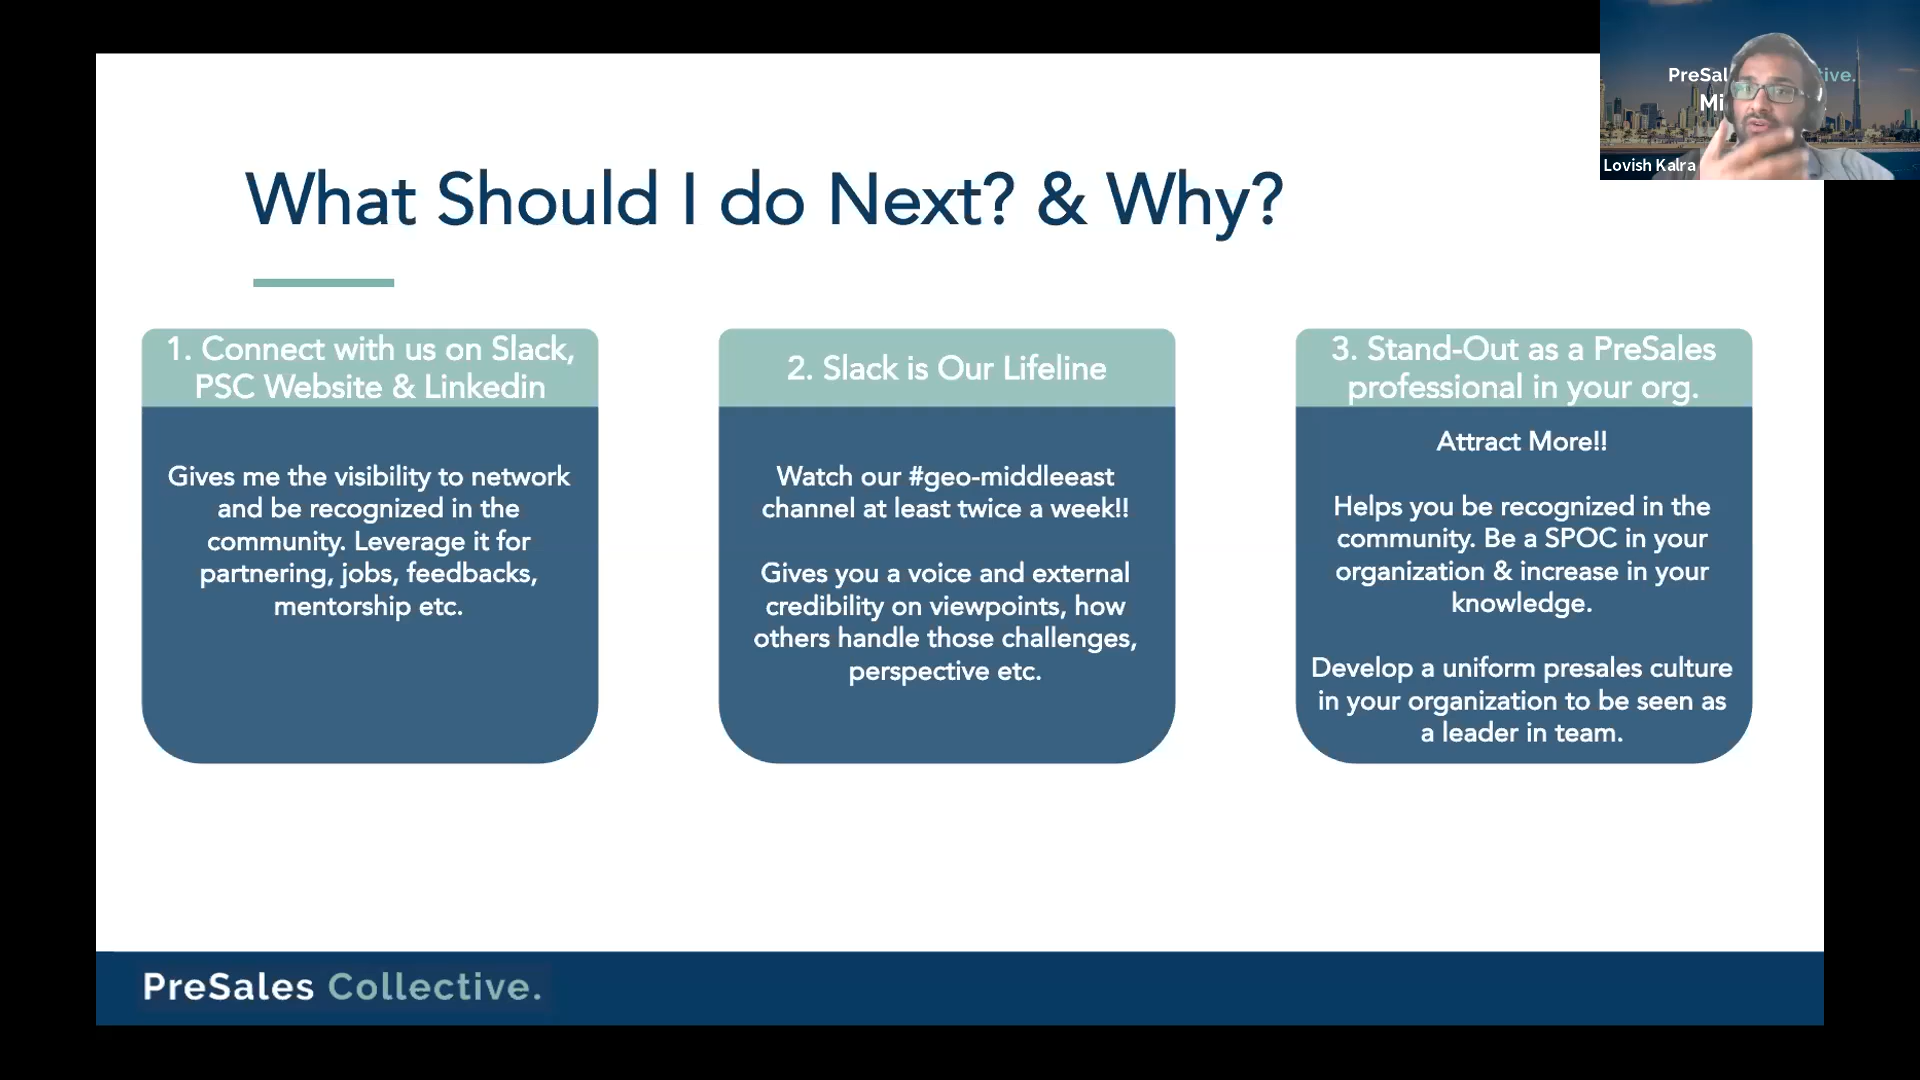 What Should I do Next? & Why?
1. Connect with us on Slack,
PSC Website & Linkedin
Gives me the visibility to network
and be recognized in the
community. Leverage it for
partnering, jobs, feedbacks,
mentorship etc.
2. Slack is Our Lifeline
Watch our #geo-middleeast
channel at least twice a week!!
Gives you a voice and external
credibility on viewpoints, how
others handle those challenges,
perspective etc.
3. Stand-Out as a PreSales
professional in your org.
Attract More!!
Helps you be recognized in the
community. Be a SPOC in your
organization & increase in your
knowledge.
Develop a uniform presales culture
in your organization to be seen as
a leader in team.
PreSales Collective.
Lovish Kalra